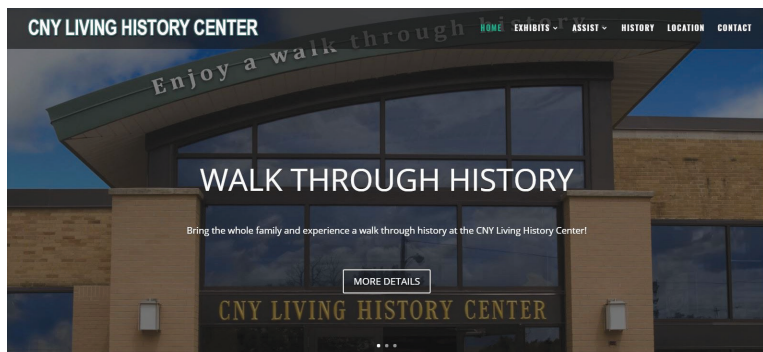 CNY LIVING HISTORY CENTER
HOME EXHIBITS ASSIST HISTORY LOCATION CONTACT
Enjoy a walk through history
WALK THROUGH HISTORY
Bring the whole family and experience a walk through history at the CNY Living History Center!
MORE DETAILS
CNY LIVING HISTORY CENTER